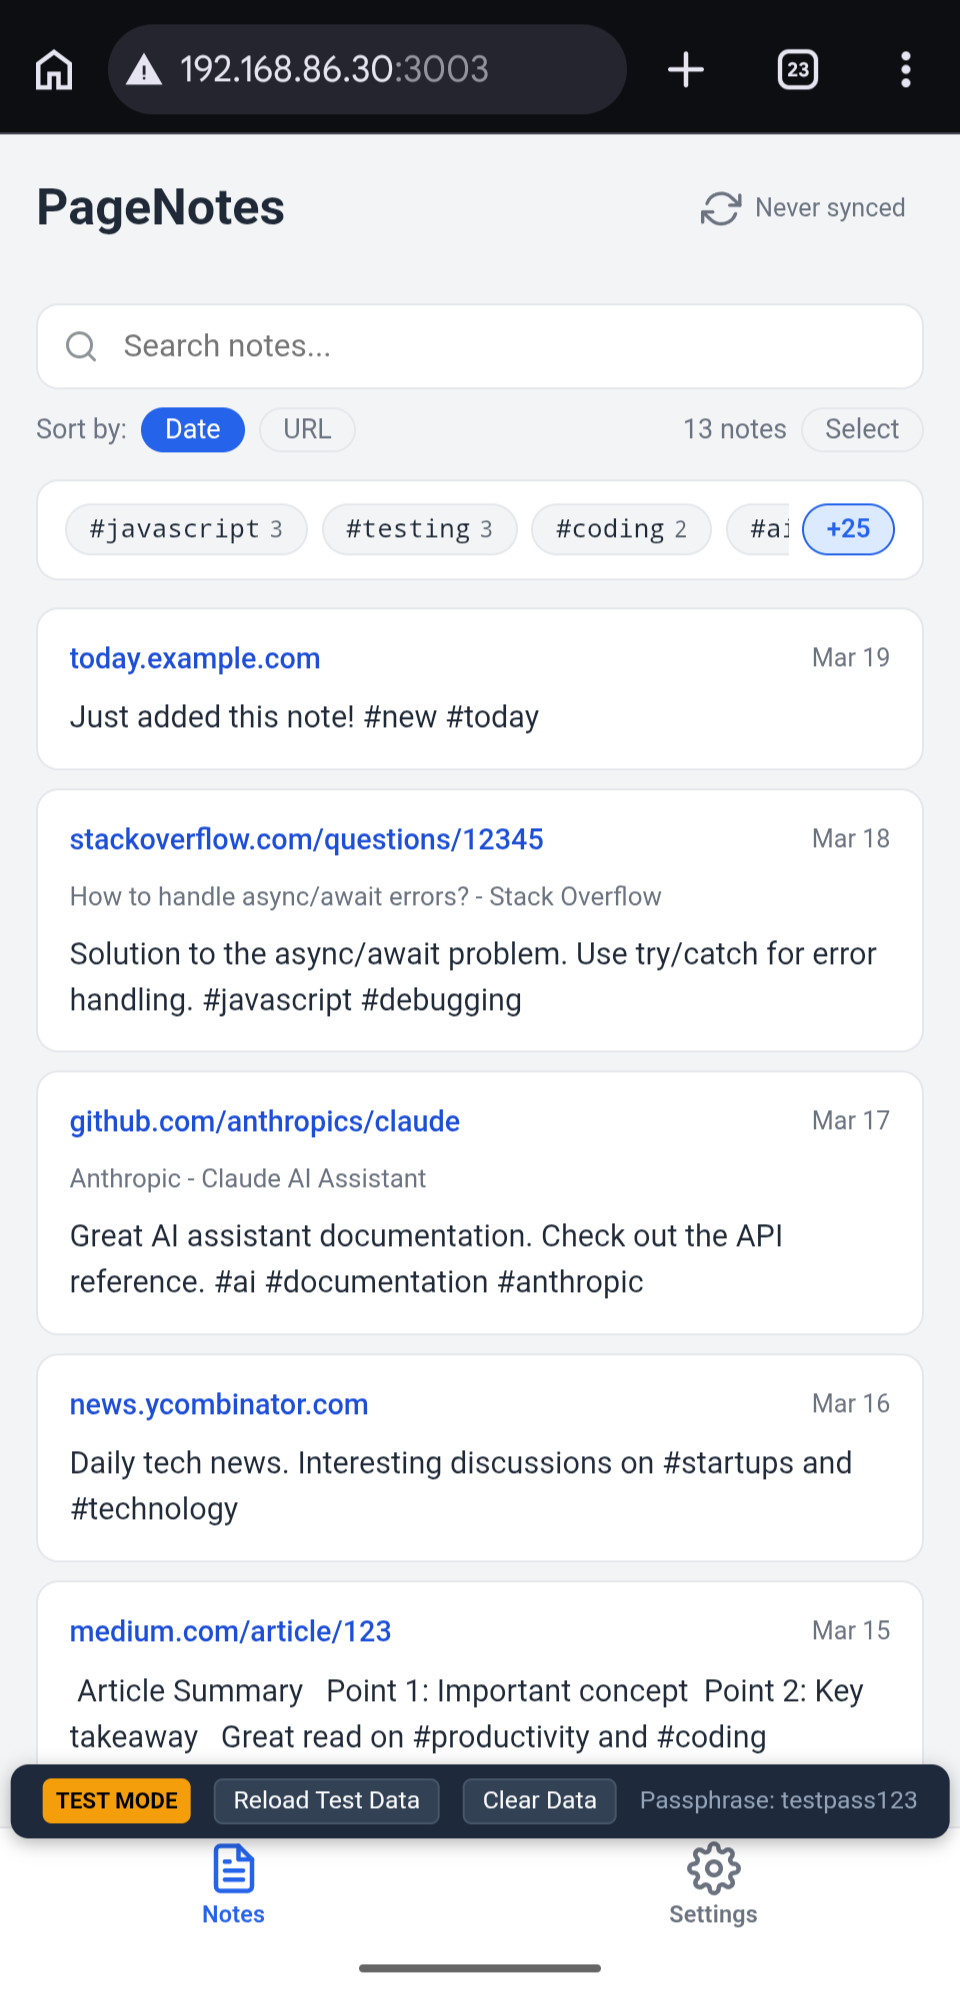 192.168.86.30:3003
23
PageNotes
Never synced
Search notes...
Sort by: Date URL 13 notes Select
#javascript 3 #testing 3 #coding 2 #ai +25
today.example.com Mar 19
Just added this note! #new #today
stackoverflow.com/questions/12345 Mar 18
How to handle async/await errors? - Stack Overflow
Solution to the async/await problem. Use try/catch for error
handling. #javascript #debugging
github.com/anthropics/claude Mar 17
Anthropic - Claude AI Assistant
Great AI assistant documentation. Check out the API
reference. #ai #documentation #anthropic
news.ycombinator.com Mar 16
Daily tech news. Interesting discussions on #startups and
#technology
medium.com/article/123 Mar 15
Article Summary Point 1: Important concept Point 2: Key
takeaway Great read on #productivity and #coding
TEST MODE Reload Test Data Clear Data Passphrase: testpass123
Notes Settings